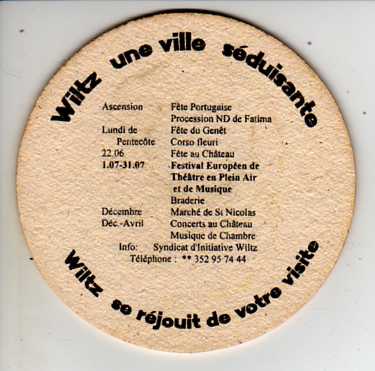 Wiltz une ville séduisante
Ascension Fête Portugaise
Procession ND de Fatima
Lundi de Fête du Genêt
Pentecôte Corso fleuri
22.06 Fête au Château
1.07-31.07 Festival Européen de
Théâtre en Plein Air
et de Musique
Braderie
Décembre Marché de St Nicolas
Déc.-Avril Concerts au Château
Musique de Chambre
Info: Syndicat d'Initiative Wiltz
Téléphone : ** 352 95 74 44
Wiltz se réjouit de votre visite